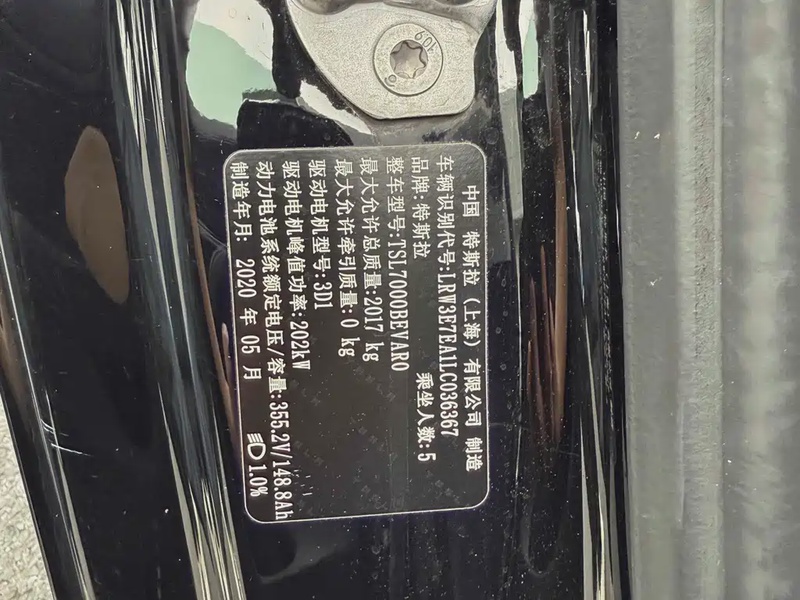 中国 特斯拉（上海）有限公司 制造
车辆识别代号:LRW3E7EA1LC036367
品牌:特斯拉 乘坐人数:5
整车型号:TSL7000BEVAR0
最大允许总质量:2017 kg
最大允许牵引质量:0 kg
驱动电机型号:3D1
驱动电机峰值功率:202kW
动力电池系统额定电压/容量:355.2V/148.8Ah
制造年月: 2020 年 05 月 1.0%
109